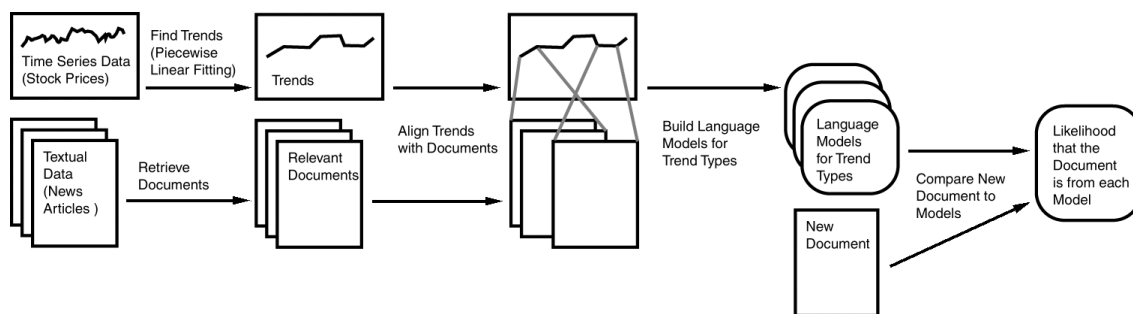 Time Series Data
(Stock Prices)
Find Trends
(Piecewise
Linear Fitting)
Trends
Textual
Data
(News
Articles )
Retrieve
Documents
Relevant
Documents
Align Trends
with Documents
Build Language
Models for
Trend Types
Language
Models
for Trend
Types
New
Document
Compare New
Document to
Models
Likelihood
that the
Document
is from each
Model